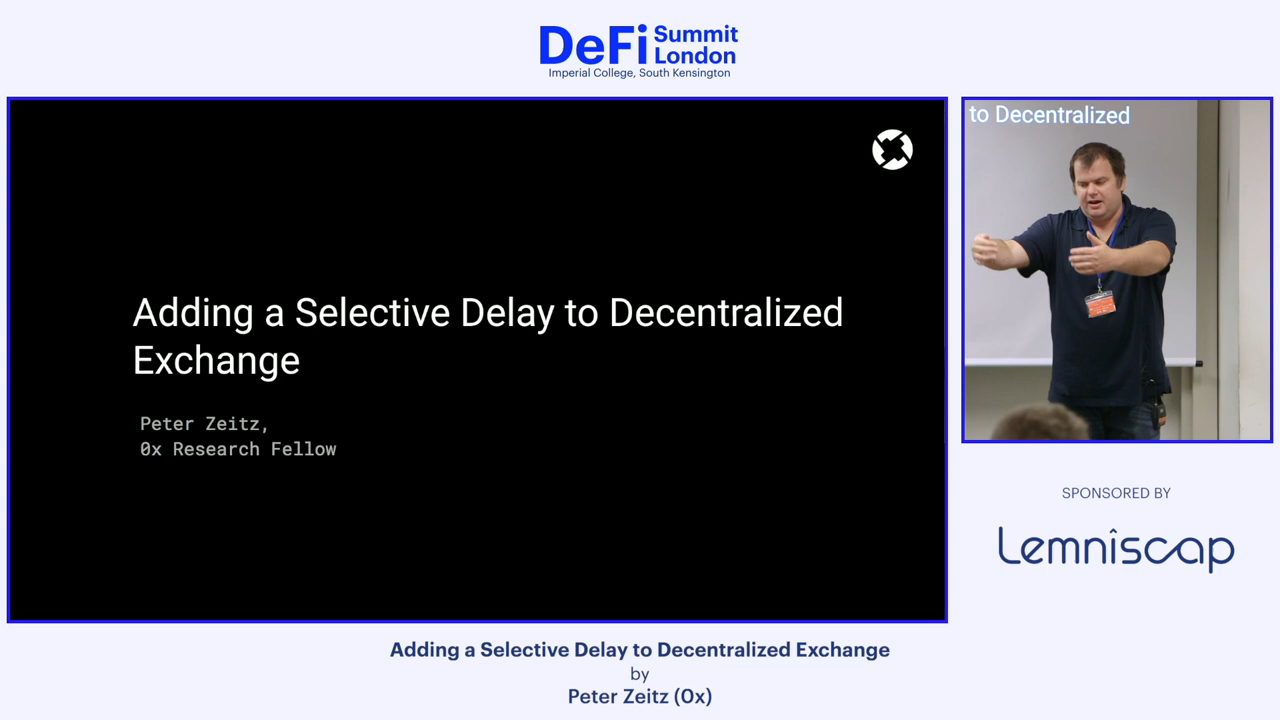 DeFi Summit London
Imperial College, South Kensington
to Decentralized
Adding a Selective Delay to Decentralized
Exchange
Peter Zeitz,
0x Research Fellow
SPONSORED BY
Lemniscap
Adding a Selective Delay to Decentralized Exchange
by
Peter Zeitz (0x)